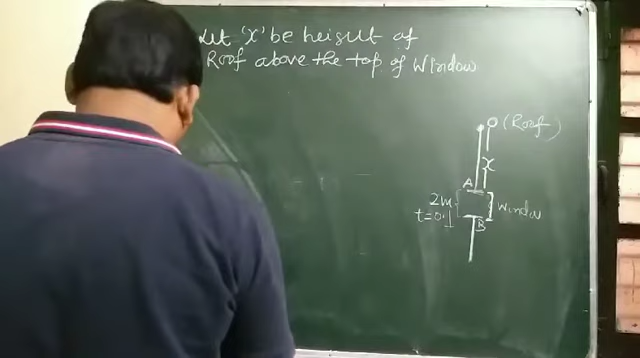 Let 'x' be height of
Roof above the top of Window
O (Roof)
x
A
2m
t=0.1
Window
B